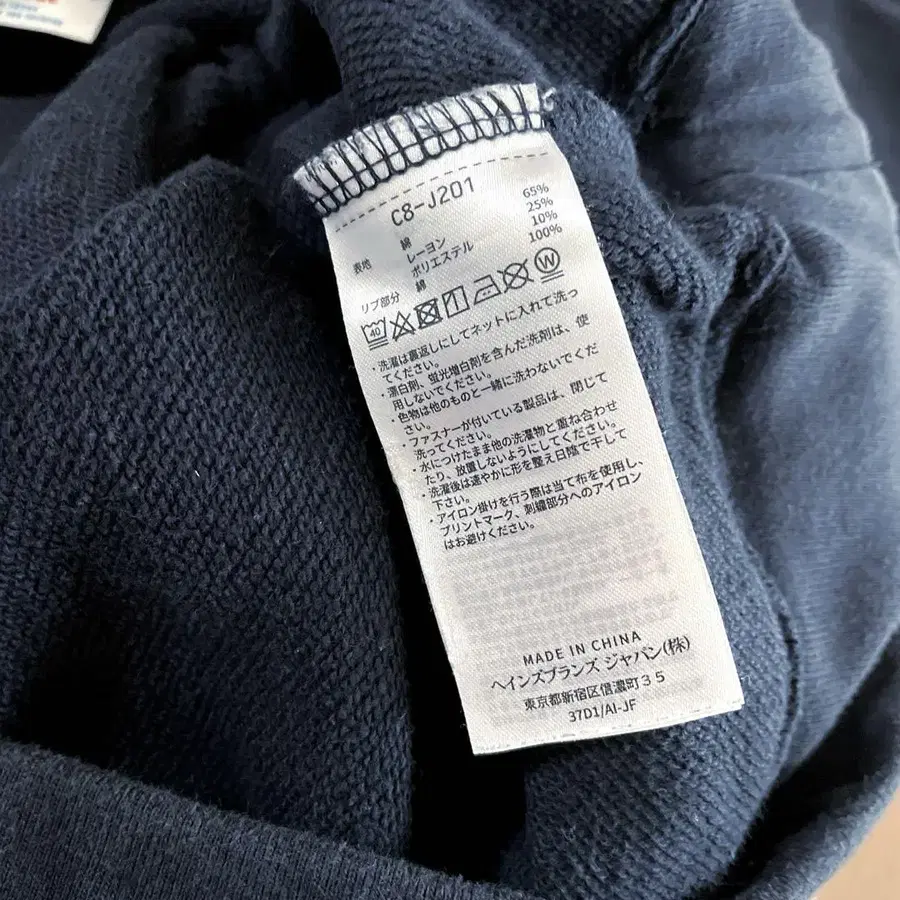 C8-J201
表地 綿 65%
レーヨン 25%
ポリエステル 10%
リブ部分 綿 100%
40 W
・洗濯は裏返しにしてネットに入れて洗っ
てください。
・漂白剤、蛍光増白剤を含んだ洗剤は、使
用しないでください。
・色物は他のものと一緒に洗わないでくだ
さい。
・ファスナーが付いている製品は、閉じて
洗ってください。
・水につけたまま他の洗濯物と重ね合わせ
たり、放置しないようにしてください。
・洗濯後は速やかに形を整え日陰で干して
下さい。
・アイロン掛けを行う際は当て布を使用し、
プリントマーク、刺繍部分へのアイロン
はお避けください。
MADE IN CHINA
ヘインズブランズ ジャパン(株)
東京都新宿区信濃町３５
37D1/AI-JF